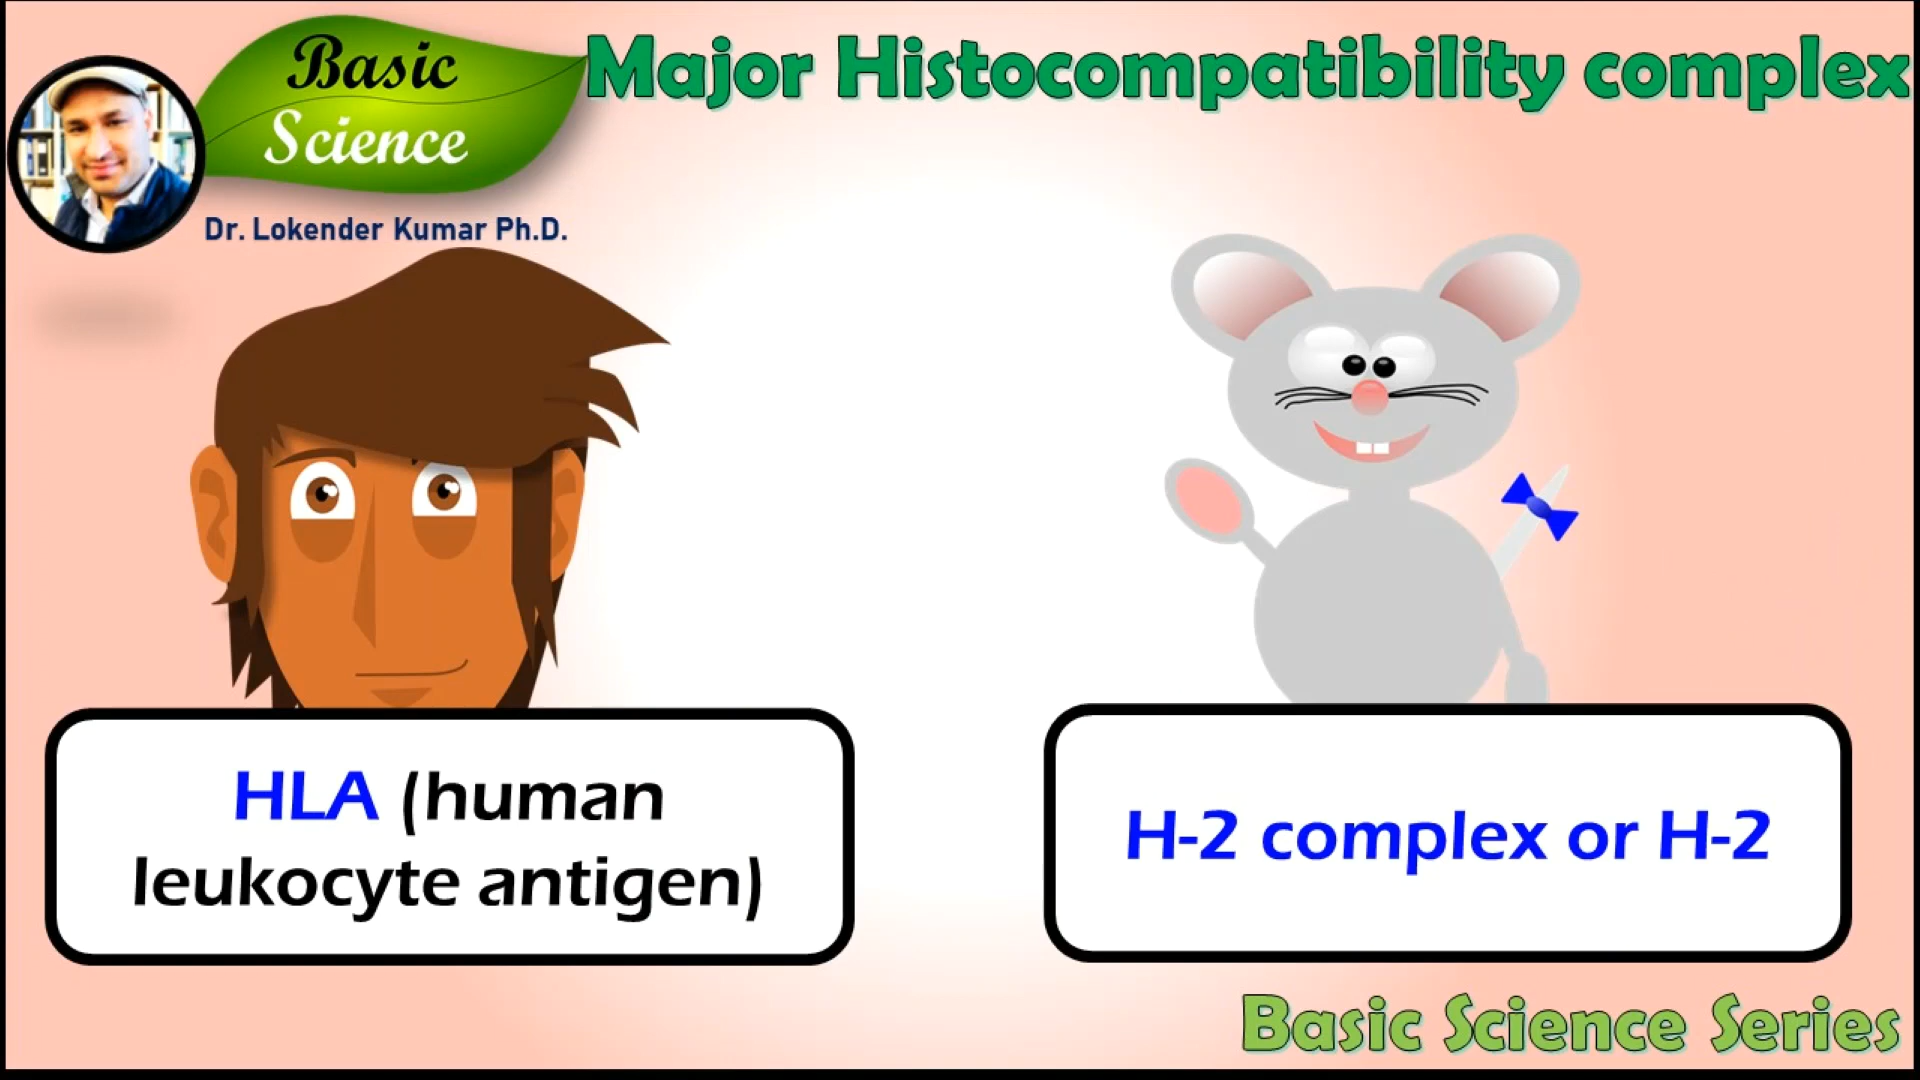 Basic
Science
Major Histocompatibility complex
Dr. Lokender Kumar Ph.D.
HLA (human
leukocyte antigen)
H-2 complex or H-2
Basic Science Series